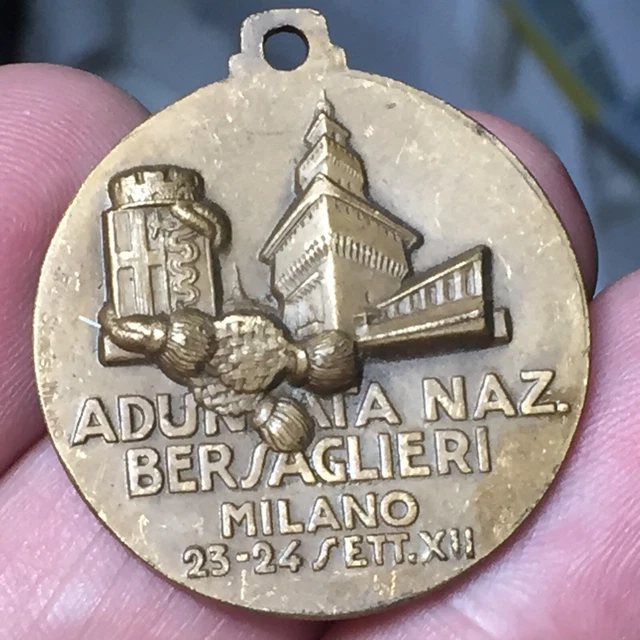 ADUNATA NAZ.
BERSAGLIERI
MILANO
23-24 SETT. XII